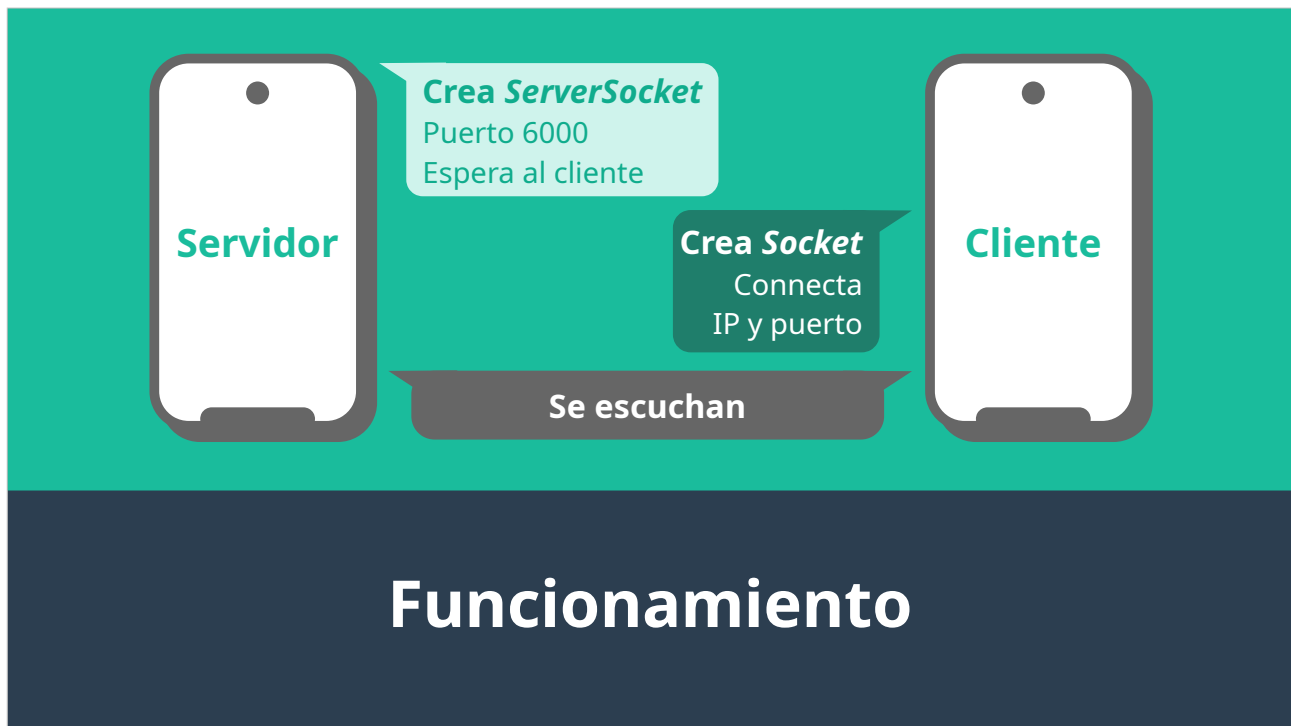 Servidor
Crea ServerSocket
Puerto 6000
Espera al cliente
Crea Socket
Connecta
IP y puerto
Cliente
Se escuchan
Funcionamiento